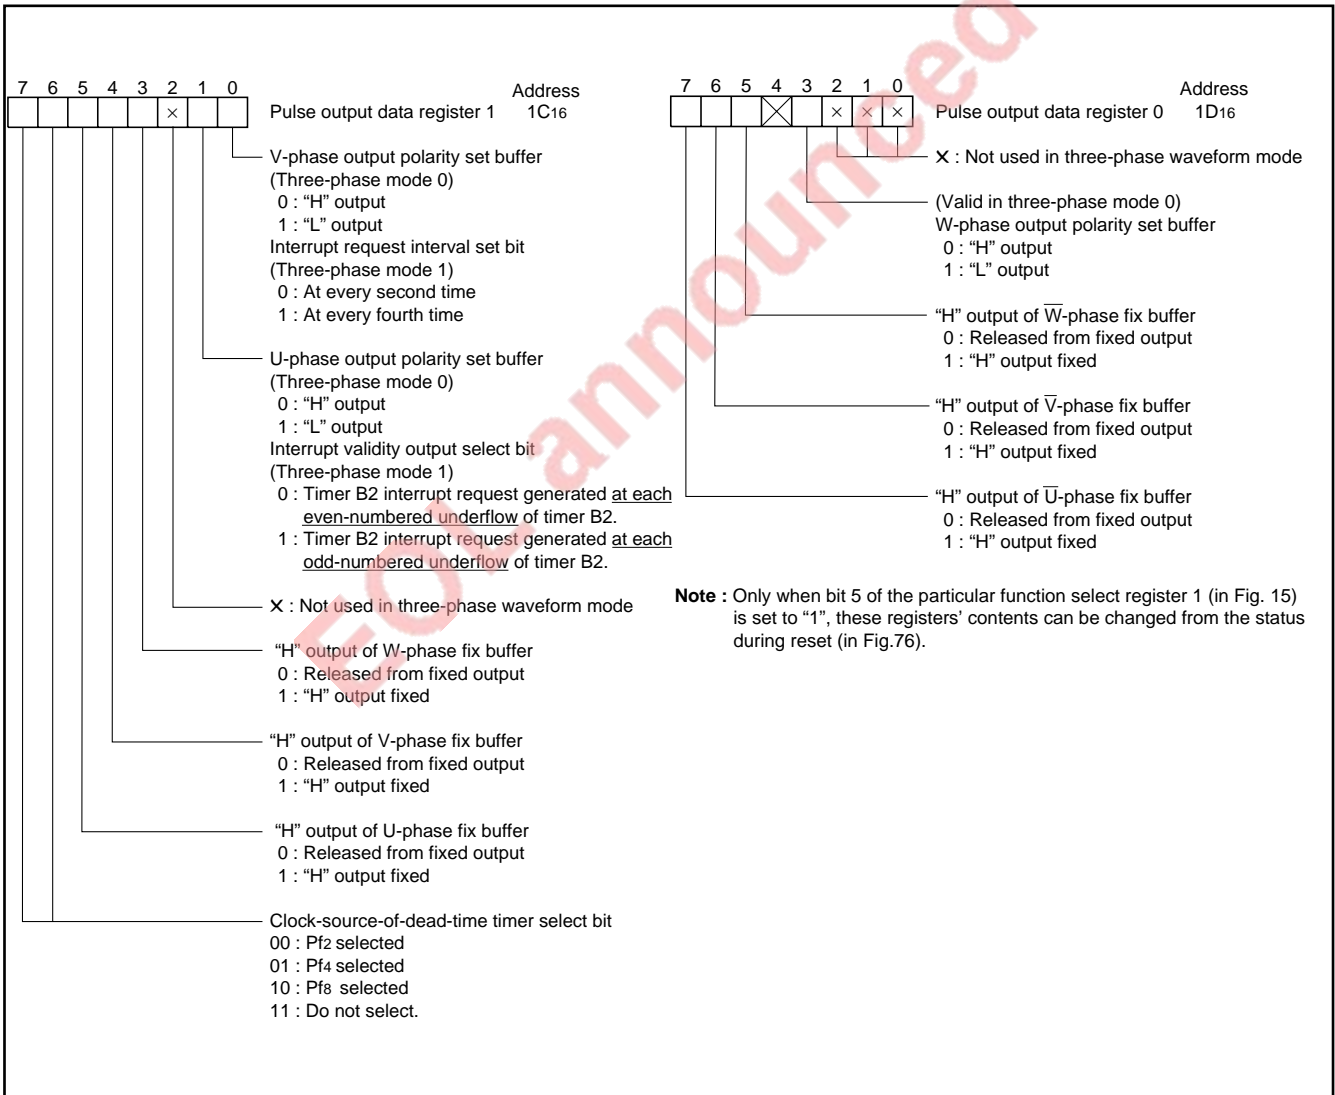 7 6 5 4 3 2 1 0
Address
×
Pulse output data register 1 1C16
V-phase output polarity set buffer
(Three-phase mode 0)
0 : “H” output
1 : “L” output
Interrupt request interval set bit
(Three-phase mode 1)
0 : At every second time
1 : At every fourth time
U-phase output polarity set buffer
(Three-phase mode 0)
0 : “H” output
1 : “L” output
Interrupt validity output select bit
(Three-phase mode 1)
0 : Timer B2 interrupt request generated at each
even-numbered underflow of timer B2.
1 : Timer B2 interrupt request generated at each
odd-numbered underflow of timer B2.
× : Not used in three-phase waveform mode
“H” output of W-phase fix buffer
0 : Released from fixed output
1 : “H” output fixed
“H” output of V-phase fix buffer
0 : Released from fixed output
1 : “H” output fixed
“H” output of U-phase fix buffer
0 : Released from fixed output
1 : “H” output fixed
Clock-source-of-dead-time timer select bit
00 : Pf2 selected
01 : Pf4 selected
10 : Pf8 selected
11 : Do not select.
7 6 5 4 3 2 1 0
Address
× × × ×
Pulse output data register 0 1D16
× : Not used in three-phase waveform mode
(Valid in three-phase mode 0)
W-phase output polarity set buffer
0 : “H” output
1 : “L” output
“H” output of W̅-phase fix buffer
0 : Released from fixed output
1 : “H” output fixed
“H” output of V̅-phase fix buffer
0 : Released from fixed output
1 : “H” output fixed
“H” output of U̅-phase fix buffer
0 : Released from fixed output
1 : “H” output fixed
Note : Only when bit 5 of the particular function select register 1 (in Fig. 15)
is set to “1”, these registers’ contents can be changed from the status
during reset (in Fig.76).
EOL announced